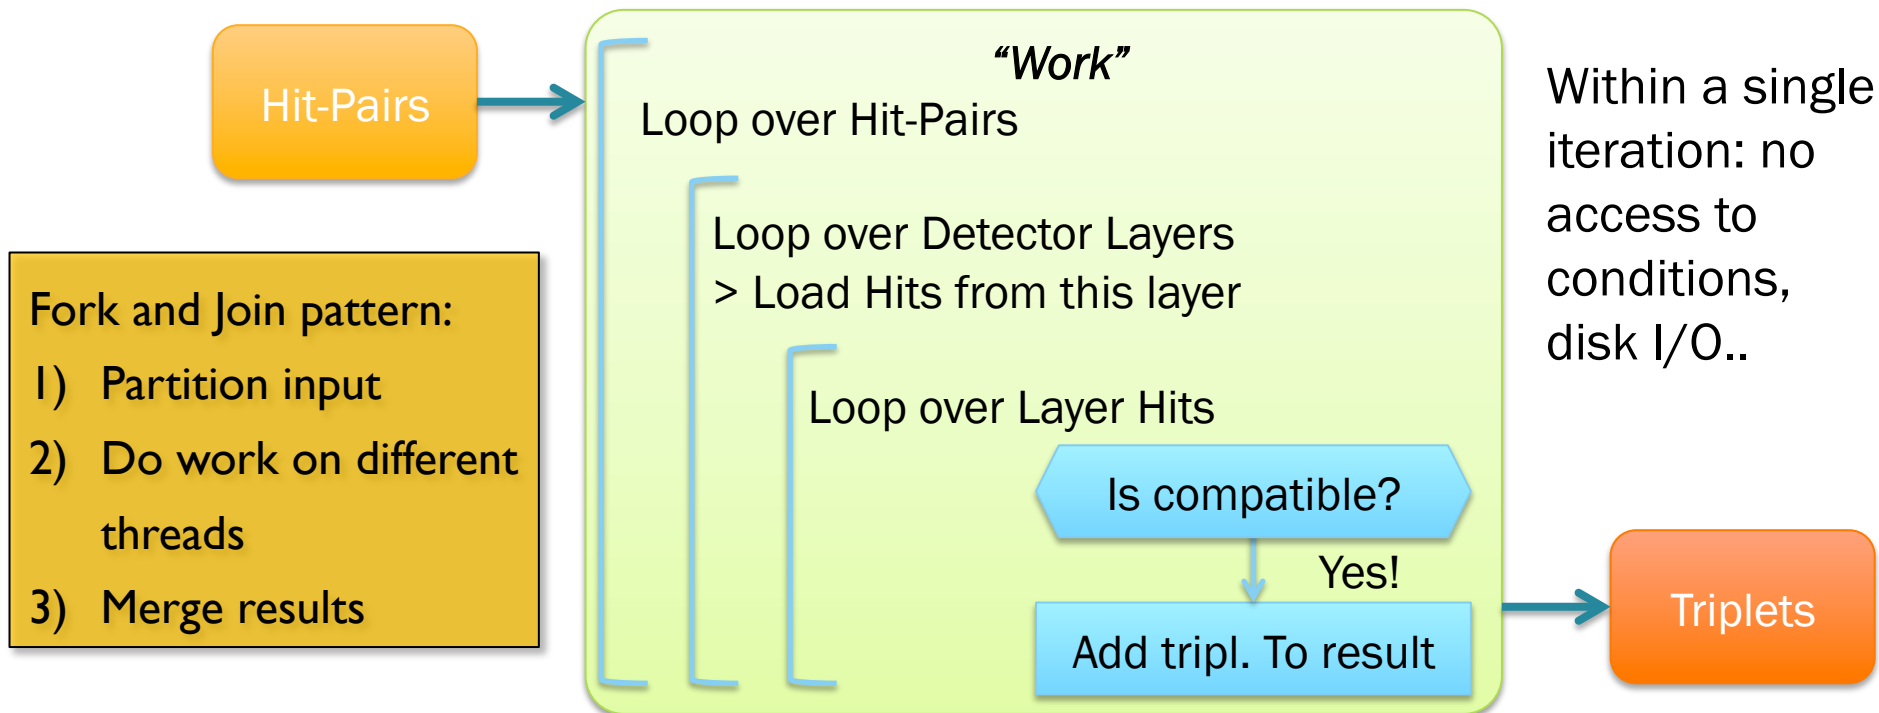 Hit-Pairs
Fork and Join pattern:
1) Partition input
2) Do work on different
threads
3) Merge results
“Work”
Loop over Hit-Pairs
Loop over Detector Layers
> Load Hits from this layer
Loop over Layer Hits
Is compatible?
Yes!
Add tripl. To result
Within a single
iteration: no
access to
conditions,
disk I/O..
Triplets